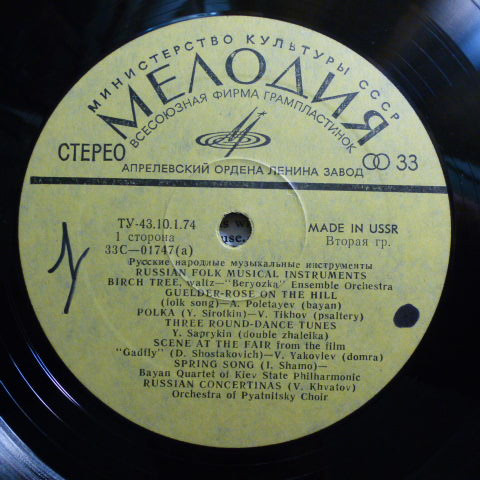 МИНИСТЕРСТВО КУЛЬТУРЫ СССР
МЕЛОДИЯ
ВСЕСОЮЗНАЯ ФИРМА ГРАМПЛАСТИНОК
СТЕРЕО
33
АПРЕЛЕВСКИЙ ОРДЕНА ЛЕНИНА ЗАВОД
ТУ-43.10.1.74
MADE IN USSR
1 сторона
Вторая гр.
33С—01747(а)
Русские народные музыкальные инструменты
RUSSIAN FOLK MUSICAL INSTRUMENTS
BIRCH TREE, waltz—"Beryozka" Ensemble Orchestra
GUELDER-ROSE ON THE HILL
(folk song)—A. Poletayev (bayan)
POLKA (Y. Sirotkin)—V. Tikhov (psaltery)
THREE ROUND-DANCE TUNES
Y. Saprykin (double zhaleika)
SCENE AT THE FAIR from the film
"Gadfly" (D. Shostakovich)—V. Yakovlev (domra)
SPRING SONG (I. Shamo)—
Bayan Quartet of Kiev State Philharmonic
RUSSIAN CONCERTINAS (V. Khvatov)
Orchestra of Pyatnitsky Choir